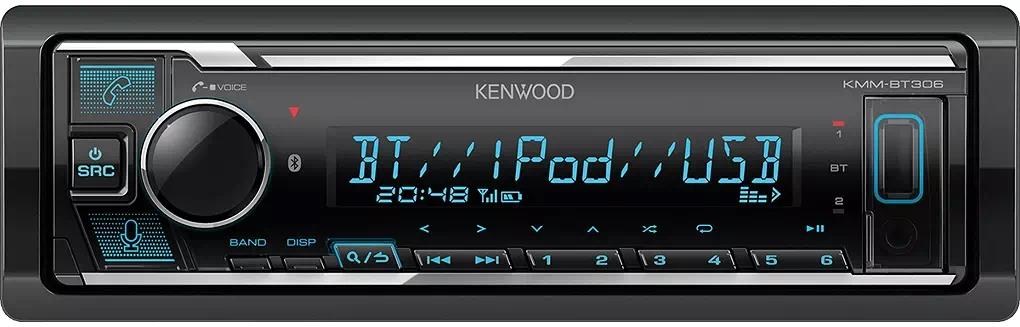 VOICE
KENWOOD
KMM-BT306
SRC
BT///iPod//USB
1
BT
20:48
2
BAND DISP
1 2 3 4 5 6